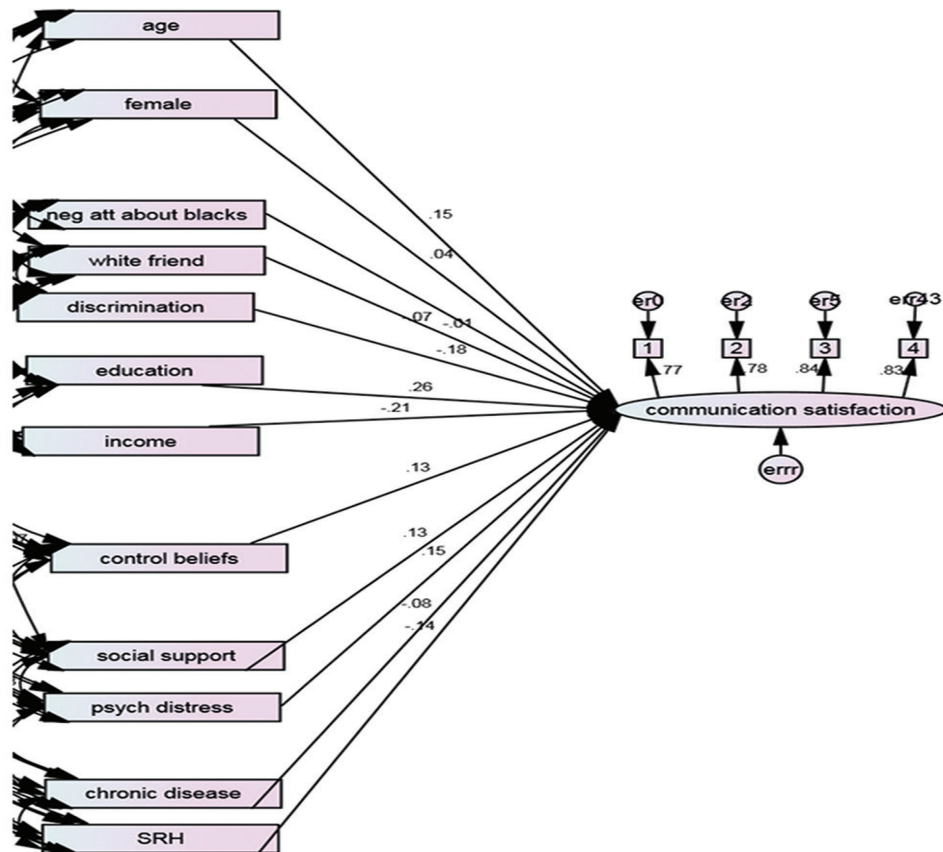 age
female
neg att about blacks
white friend
discrimination
education
income
control beliefs
social support
psych distress
chronic disease
SRH
.15
.04
-.07
-.01
-.18
.26
-.21
.13
.13
.15
-.08
-.14
er0
er2
er5
err43
1
2
3
4
.77
.78
.84
.83
communication satisfaction
errr